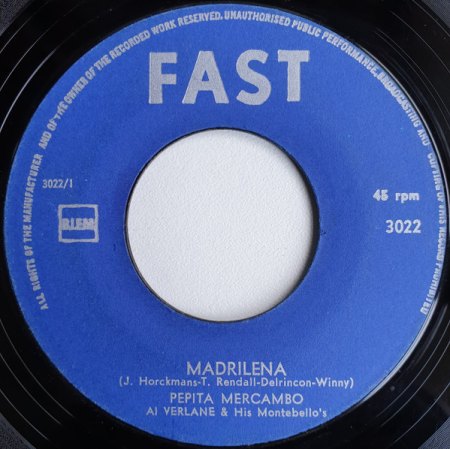 ALL RIGHTS OF THE MANUFACTURER AND OF THE OWNER OF THE RECORDED WORK RESERVED. UNAUTHORISED PUBLIC PERFORMANCE, BROADCASTING AND COPYING OF THIS RECORD PROHIBITED
FAST
3022/1
45 rpm
BIEM
3022
MADRILENA
(J. Horckmans-T. Rendall-Delrincon-Winny)
PEPITA MERCAMBO
Al VERLANE & His Montebello's